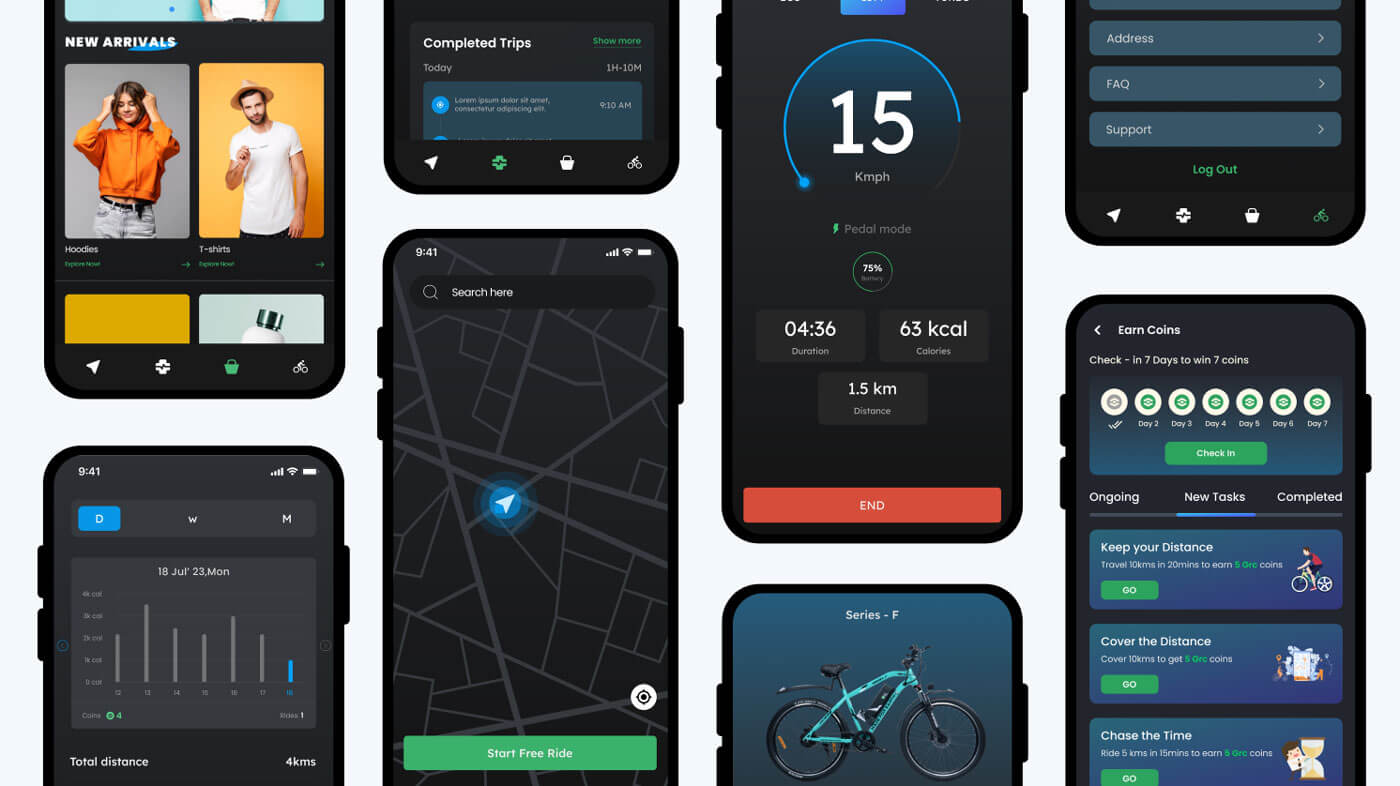 NEW ARRIVALS
Hoodies
Explore Now!
T-shirts
Explore Now!
9:41
D
W
M
18 Jul' 23,Mon
4k cal
3k cal
2k cal
1k cal
0 cal
12 13 14 15 16 17 18
Coins 4
Rides 1
Total distance 4kms
Completed Trips
Show more
Today
1H-10M
Lorem ipsum dolor sit amet,
consectetur adipiscing elit.
9:10 AM
9:41
Search here
Start Free Ride
15
Kmph
Pedal mode
75%
Battery
04:36
Duration
63 kcal
Calories
1.5 km
Distance
END
Series - F
Address
FAQ
Support
Log Out
Earn Coins
Check - in 7 Days to win 7 coins
Day 2 Day 3 Day 4 Day 5 Day 6 Day 7
Check In
Ongoing New Tasks Completed
Keep your Distance
Travel 10kms in 20mins to earn 5 Grc coins
GO
Cover the Distance
Cover 10kms to get 5 Grc coins
GO
Chase the Time
Ride 5 kms in 15mins to earn 5 Grc coins
GO